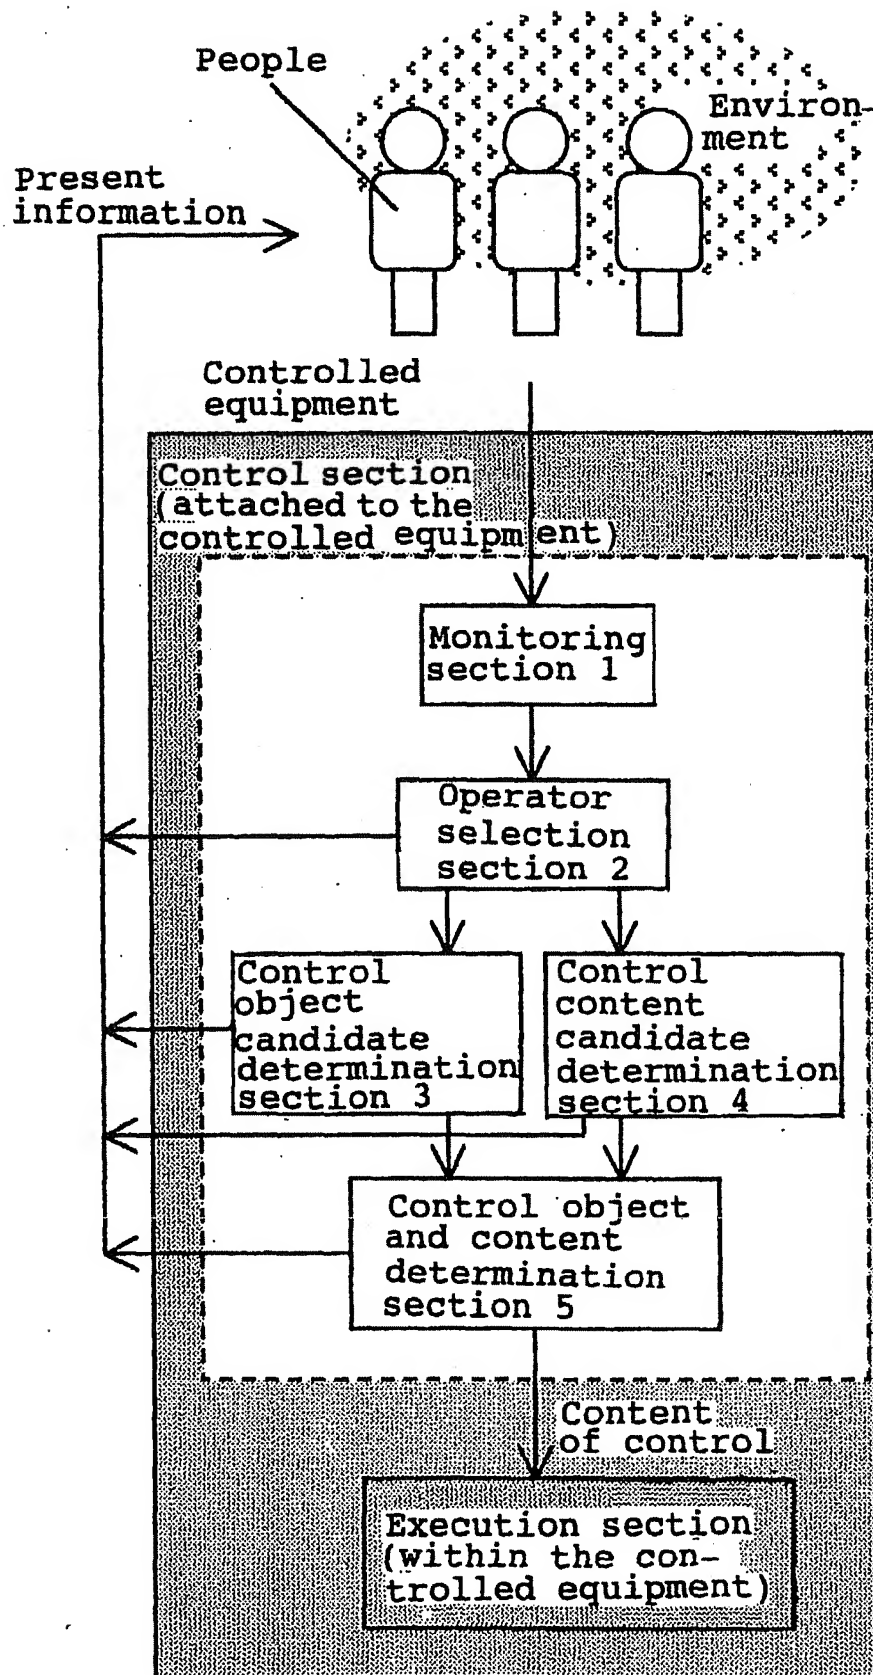 People
Environ-
ment
Present
information
Controlled
equipment
Control section
(attached to the
controlled equipment)
Monitoring
section 1
Operator
selection
section 2
Control
object
candidate
determination
section 3
Control
content
candidate
determination
section 4
Control object
and content
determination
section 5
Content
of control
Execution section
(within the con-
trolled equipment)